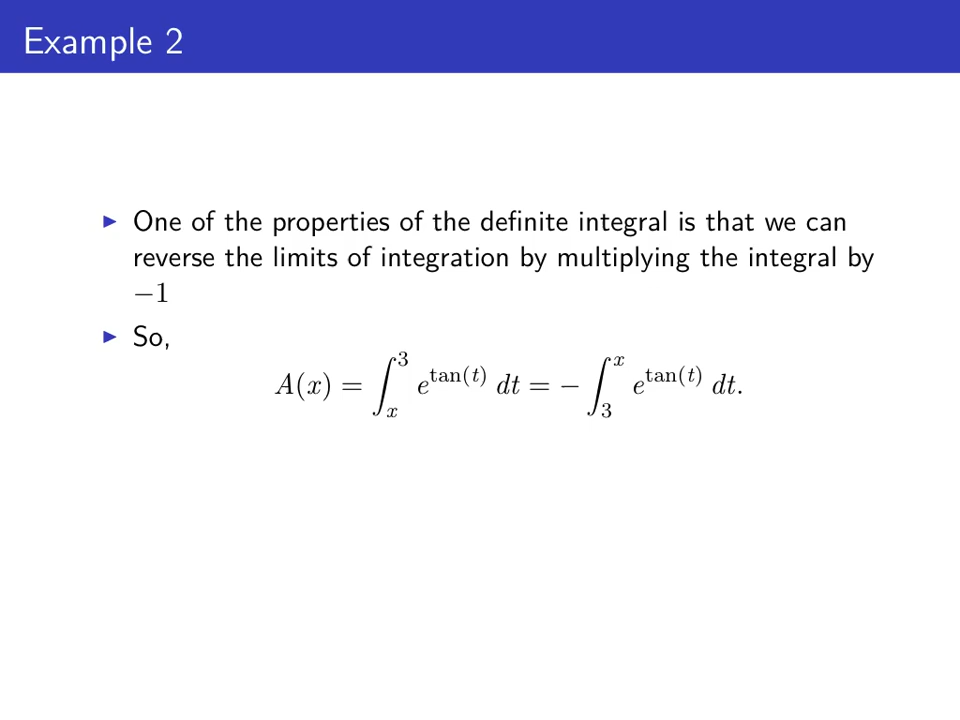 Example 2
▶ One of the properties of the definite integral is that we can
reverse the limits of integration by multiplying the integral by
−1
▶ So,
A(x) = ∫_x^3 e^{tan(t)} dt = − ∫_3^x e^{tan(t)} dt.